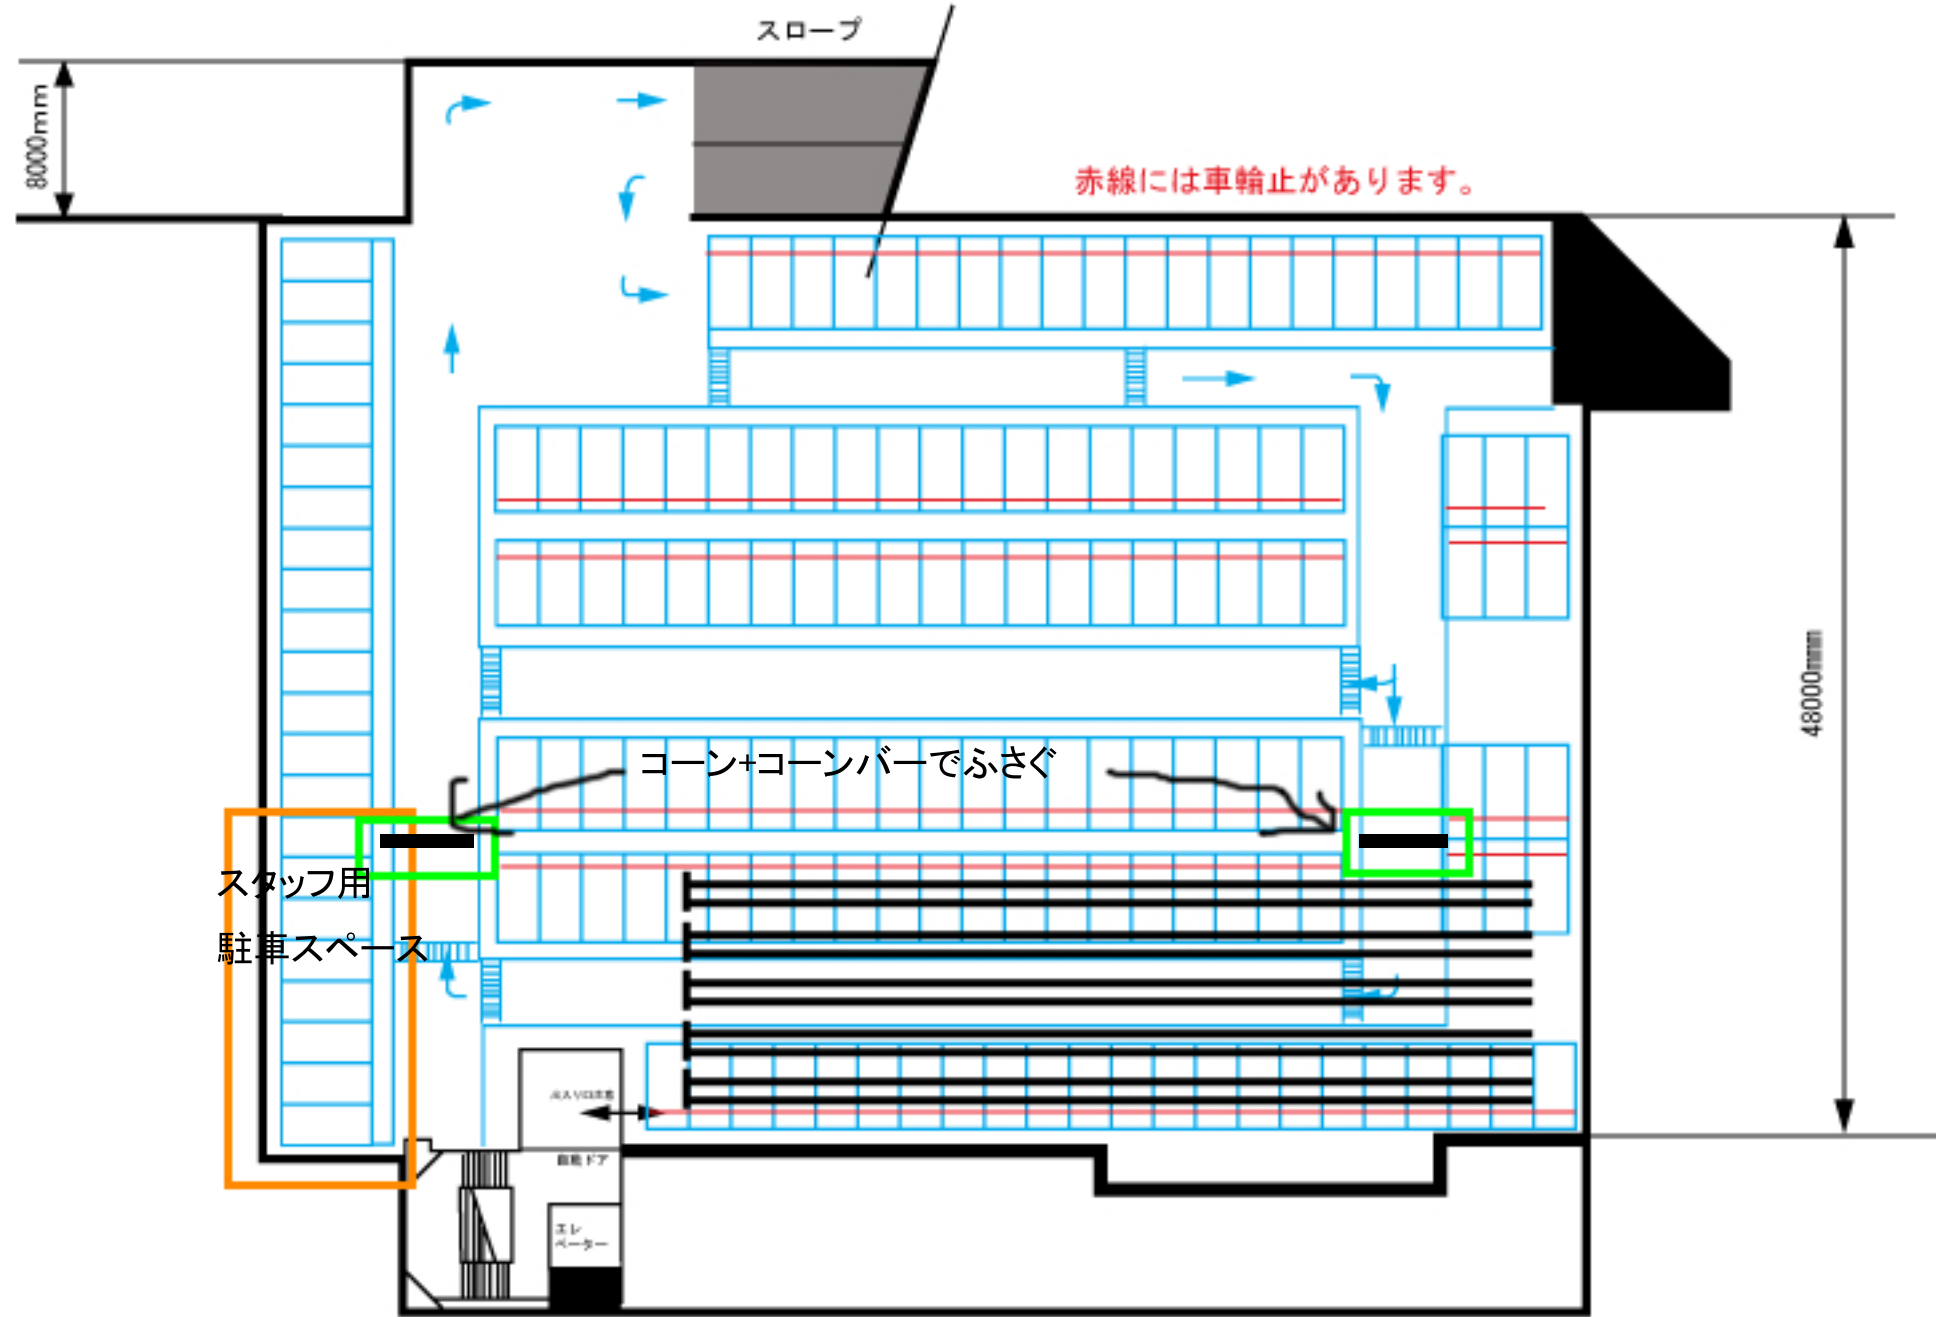 スロープ
8000mm
赤線には車輪止があります。
48000mm
コーン+コーンバーでふさぐ
スタッフ用
駐車スペース
自動ドア
エレ
ベーター